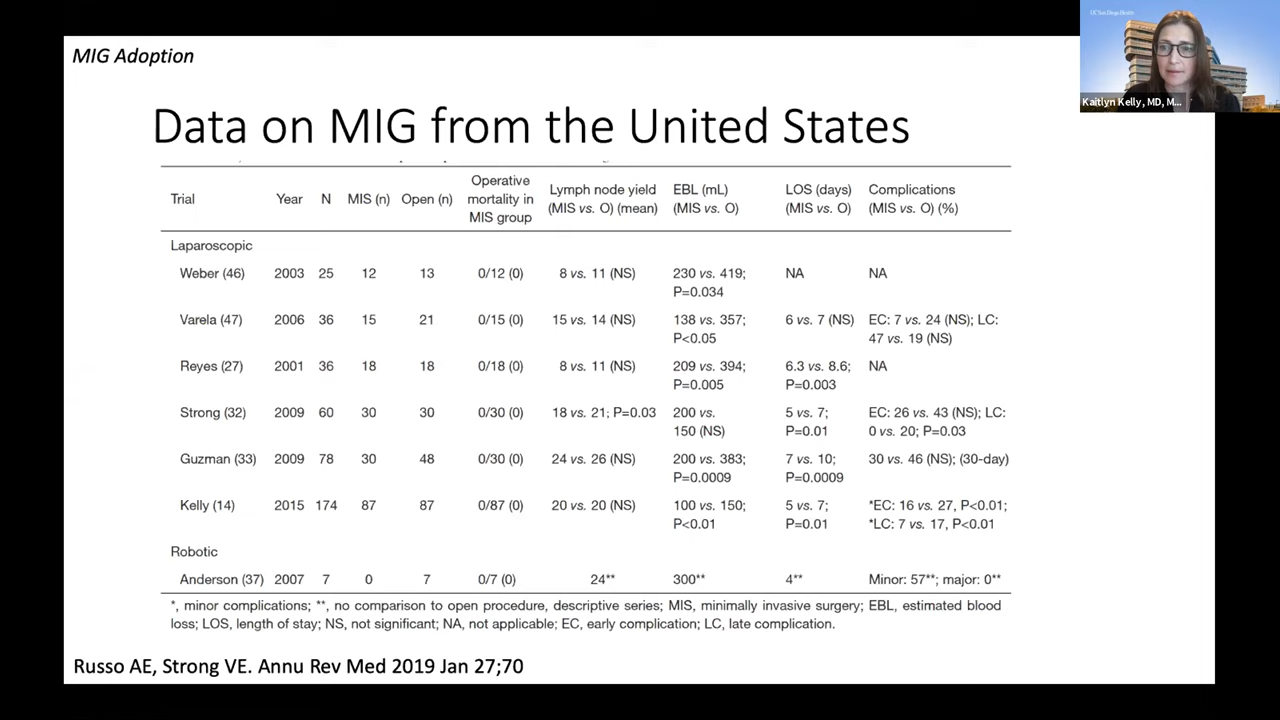 MIG Adoption
UC San Diego Health
Kaitlyn Kelly, MD, M...
Data on MIG from the United States
Trial Year N MIS (n) Open (n) Operative mortality in MIS group Lymph node yield (MIS vs. O) (mean) EBL (mL) (MIS vs. O) LOS (days) (MIS vs. O) Complications (MIS vs. O) (%)
Laparoscopic
Weber (46) 2003 25 12 13 0/12 (0) 8 vs. 11 (NS) 230 vs. 419; P=0.034 NA NA
Varela (47) 2006 36 15 21 0/15 (0) 15 vs. 14 (NS) 138 vs. 357; P<0.05 6 vs. 7 (NS) EC: 7 vs. 24 (NS); LC: 47 vs. 19 (NS)
Reyes (27) 2001 36 18 18 0/18 (0) 8 vs. 11 (NS) 209 vs. 394; P=0.005 6.3 vs. 8.6; P=0.003 NA
Strong (32) 2009 60 30 30 0/30 (0) 18 vs. 21; P=0.03 200 vs. 150 (NS) 5 vs. 7; P=0.01 EC: 26 vs. 43 (NS); LC: 0 vs. 20; P=0.03
Guzman (33) 2009 78 30 48 0/30 (0) 24 vs. 26 (NS) 200 vs. 383; P=0.0009 7 vs. 10; P=0.0009 30 vs. 46 (NS); (30-day)
Kelly (14) 2015 174 87 87 0/87 (0) 20 vs. 20 (NS) 100 vs. 150; P<0.01 5 vs. 7; P=0.01 *EC: 16 vs. 27, P<0.01; *LC: 7 vs. 17, P<0.01
Robotic
Anderson (37) 2007 7 0 7 0/7 (0) 24** 300** 4** Minor: 57**; major: 0**
*, minor complications; **, no comparison to open procedure, descriptive series; MIS, minimally invasive surgery; EBL, estimated blood
loss; LOS, length of stay; NS, not significant; NA, not applicable; EC, early complication; LC, late complication.
Russo AE, Strong VE. Annu Rev Med 2019 Jan 27;70